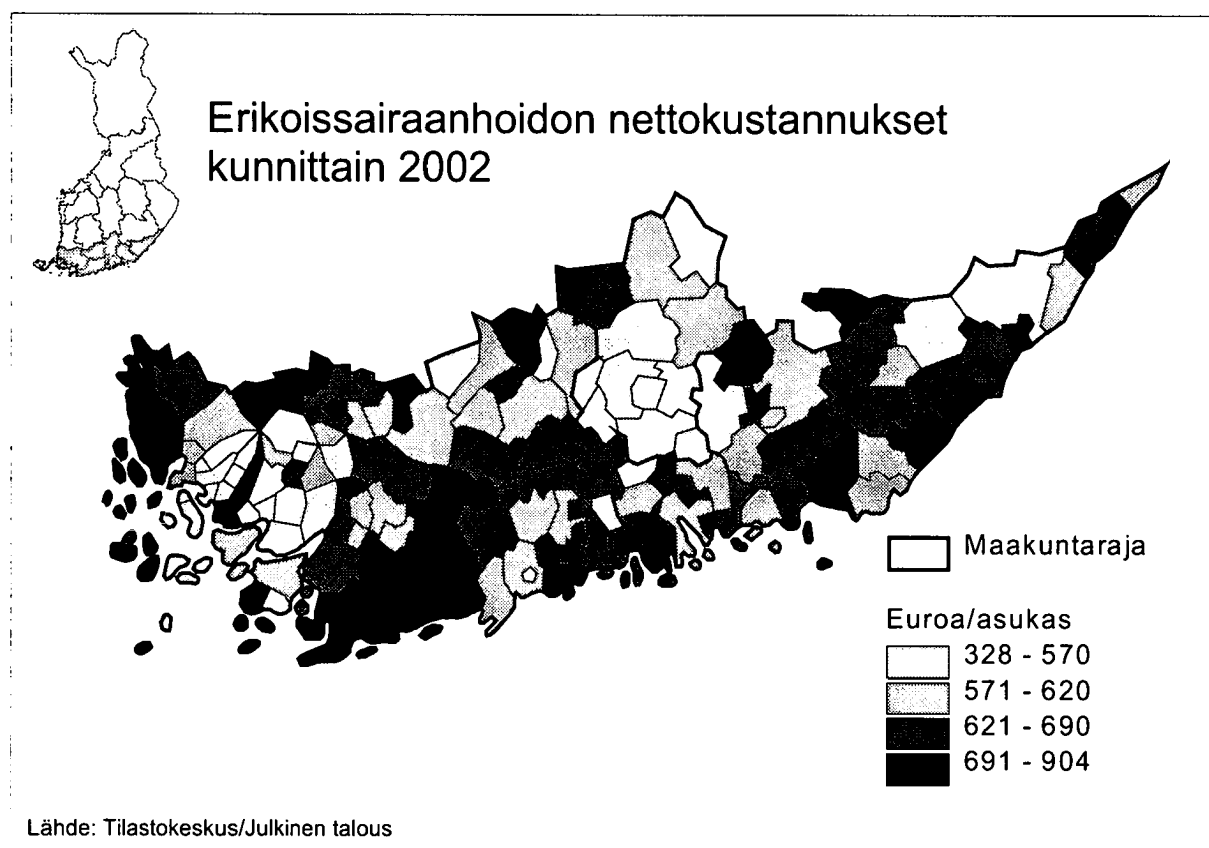 Erikoissairaanhoidon nettokustannukset
kunnittain 2002
Maakuntaraja
Euroa/asukas
328 - 570
571 - 620
621 - 690
691 - 904
Lähde: Tilastokeskus/Julkinen talous